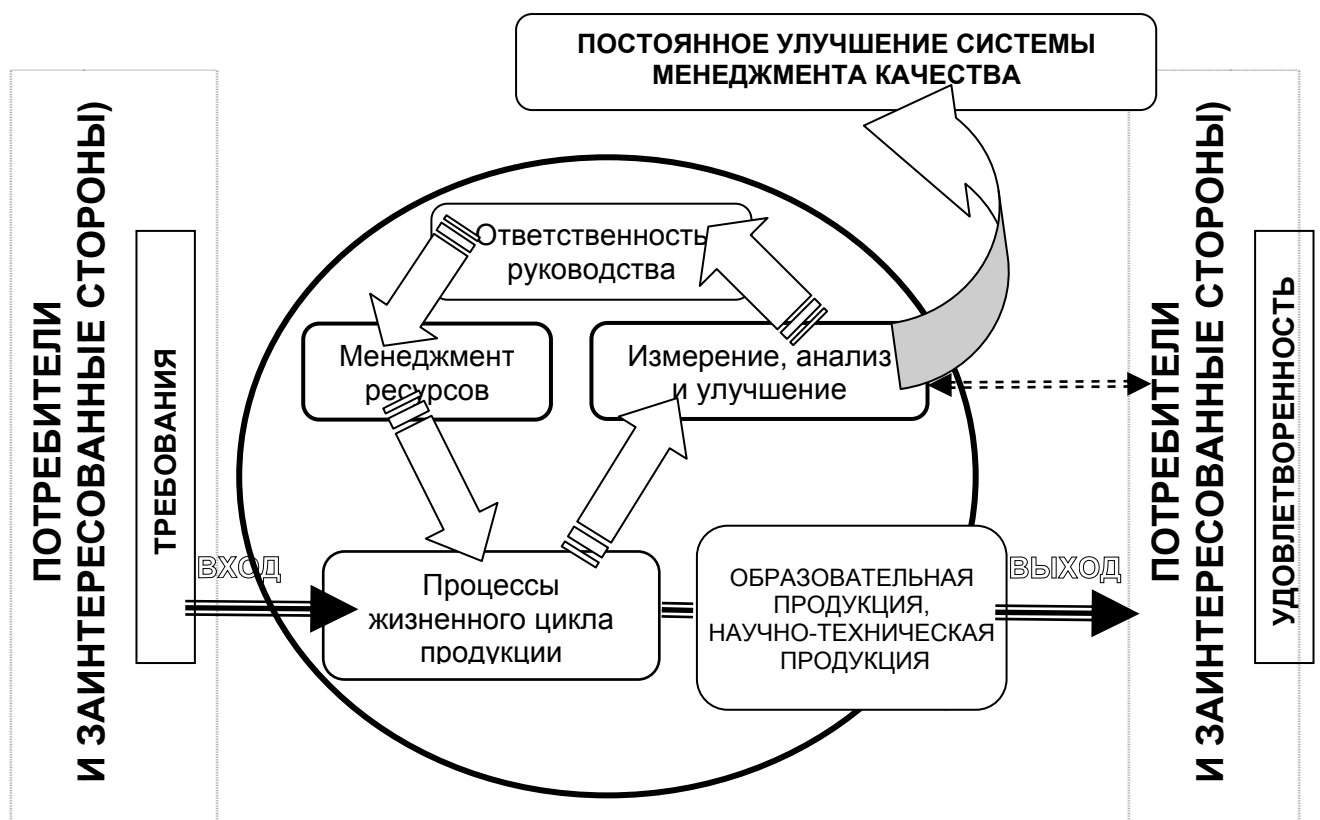 ПОСТОЯННОЕ УЛУЧШЕНИЕ СИСТЕМЫ
МЕНЕДЖМЕНТА КАЧЕСТВА
ПОТРЕБИТЕЛИ
И ЗАИНТЕРЕСОВАННЫЕ СТОРОНЫ)
ТРЕБОВАНИЯ
Ответственность
руководства
Менеджмент
ресурсов
Измерение, анализ
и улучшение
ВХОД
Процессы
жизненного цикла
продукции
ОБРАЗОВАТЕЛЬНАЯ
ПРОДУКЦИЯ,
НАУЧНО-ТЕХНИЧЕСКАЯ
ПРОДУКЦИЯ
ВЫХОД
ПОТРЕБИТЕЛИ
И ЗАИНТЕРЕСОВАННЫЕ СТОРОНЫ)
УДОВЛЕТВОРЕННОСТЬ